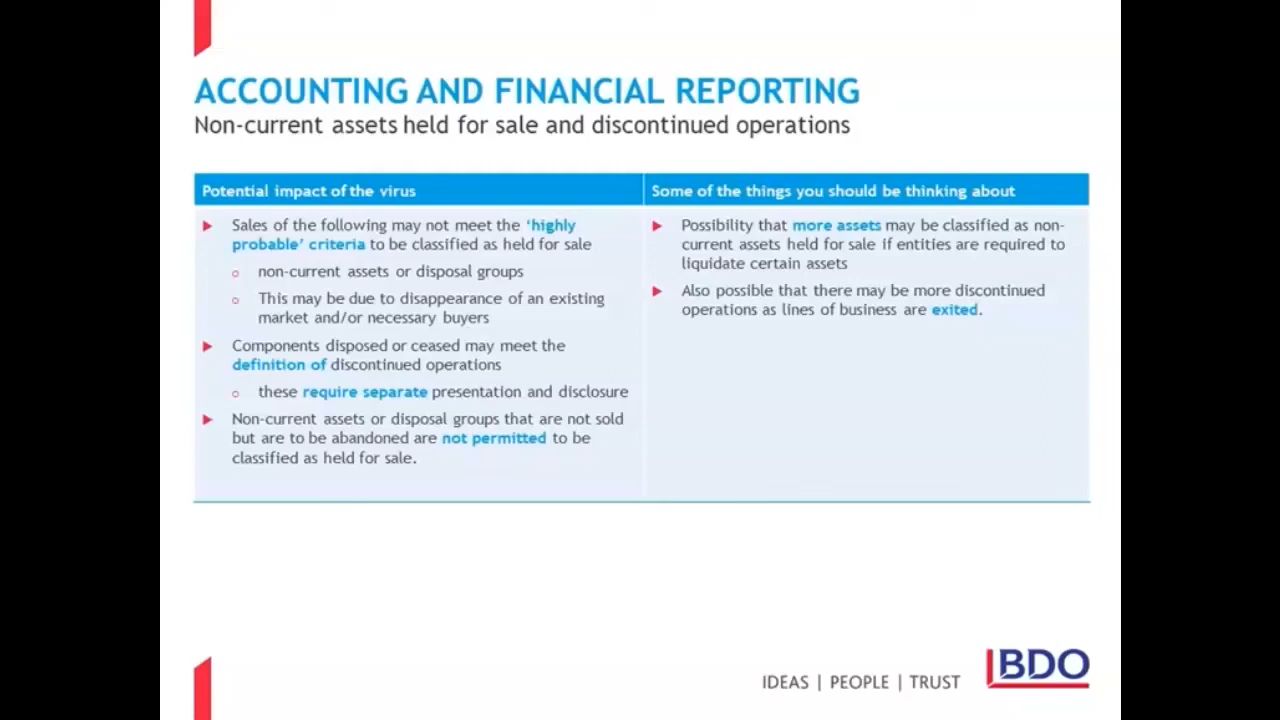 ACCOUNTING AND FINANCIAL REPORTING
Non-current assets held for sale and discontinued operations
Potential impact of the virus
Sales of the following may not meet the ‘highly
probable’ criteria to be classified as held for sale
non-current assets or disposal groups
This may be due to disappearance of an existing
market and/or necessary buyers
Components disposed or ceased may meet the
definition of discontinued operations
these require separate presentation and disclosure
Non-current assets or disposal groups that are not sold
but are to be abandoned are not permitted to be
classified as held for sale.
Some of the things you should be thinking about
Possibility that more assets may be classified as non-
current assets held for sale if entities are required to
liquidate certain assets
Also possible that there may be more discontinued
operations as lines of business are exited.
IDEAS | PEOPLE | TRUST
BDO